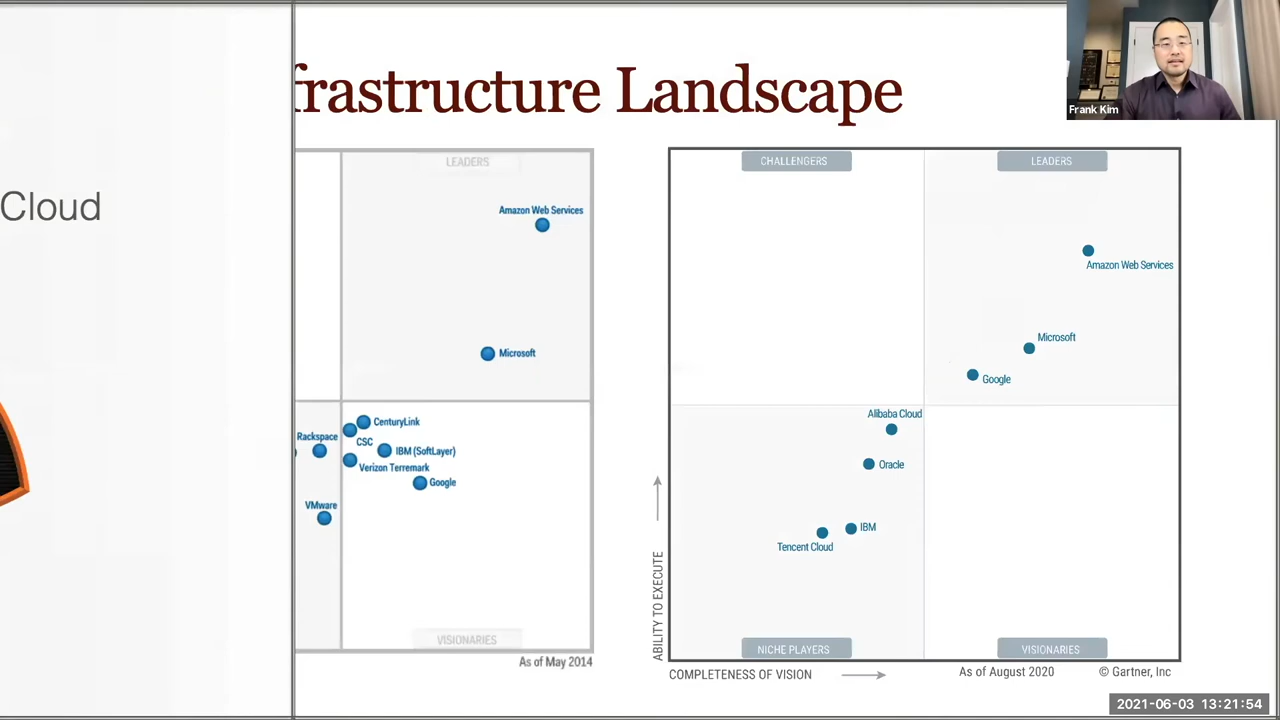 frastructure Landscape
Frank Kim
Cloud
LEADERS
Amazon Web Services
Microsoft
CenturyLink
Rackspace
CSC
IBM (SoftLayer)
Verizon Terremark
Google
VMware
VISIONARIES
As of May 2014
CHALLENGERS
LEADERS
Amazon Web Services
Microsoft
Google
Alibaba Cloud
Oracle
IBM
Tencent Cloud
ABILITY TO EXECUTE
NICHE PLAYERS
VISIONARIES
COMPLETENESS OF VISION
As of August 2020
© Gartner, Inc
2021-06-03 13:21:54